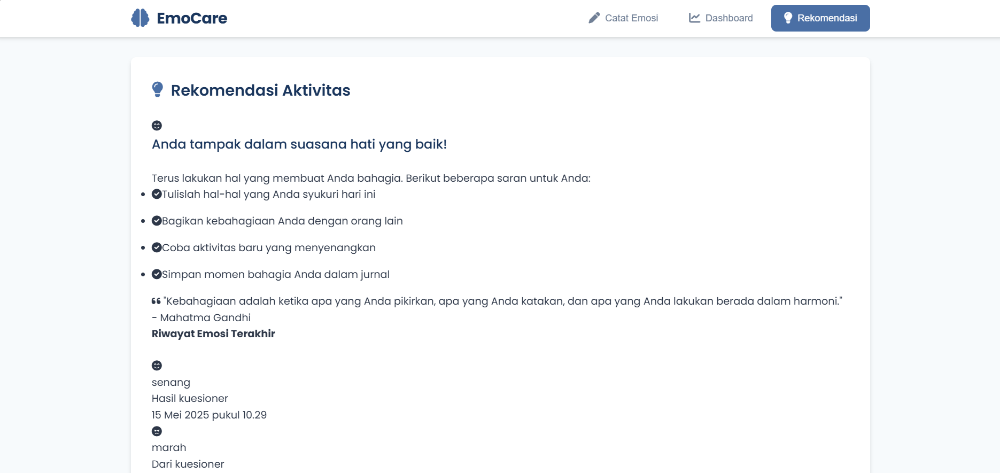 EmoCare
Catat Emosi
Dashboard
Rekomendasi
Rekomendasi Aktivitas
Anda tampak dalam suasana hati yang baik!
Terus lakukan hal yang membuat Anda bahagia. Berikut beberapa saran untuk Anda:
Tulislah hal-hal yang Anda syukuri hari ini
Bagikan kebahagiaan Anda dengan orang lain
Coba aktivitas baru yang menyenangkan
Simpan momen bahagia Anda dalam jurnal
"Kebahagiaan adalah ketika apa yang Anda pikirkan, apa yang Anda katakan, dan apa yang Anda lakukan berada dalam harmoni."
- Mahatma Gandhi
Riwayat Emosi Terakhir
senang
Hasil kuesioner
15 Mei 2025 pukul 10.29
marah
Dari kuesioner